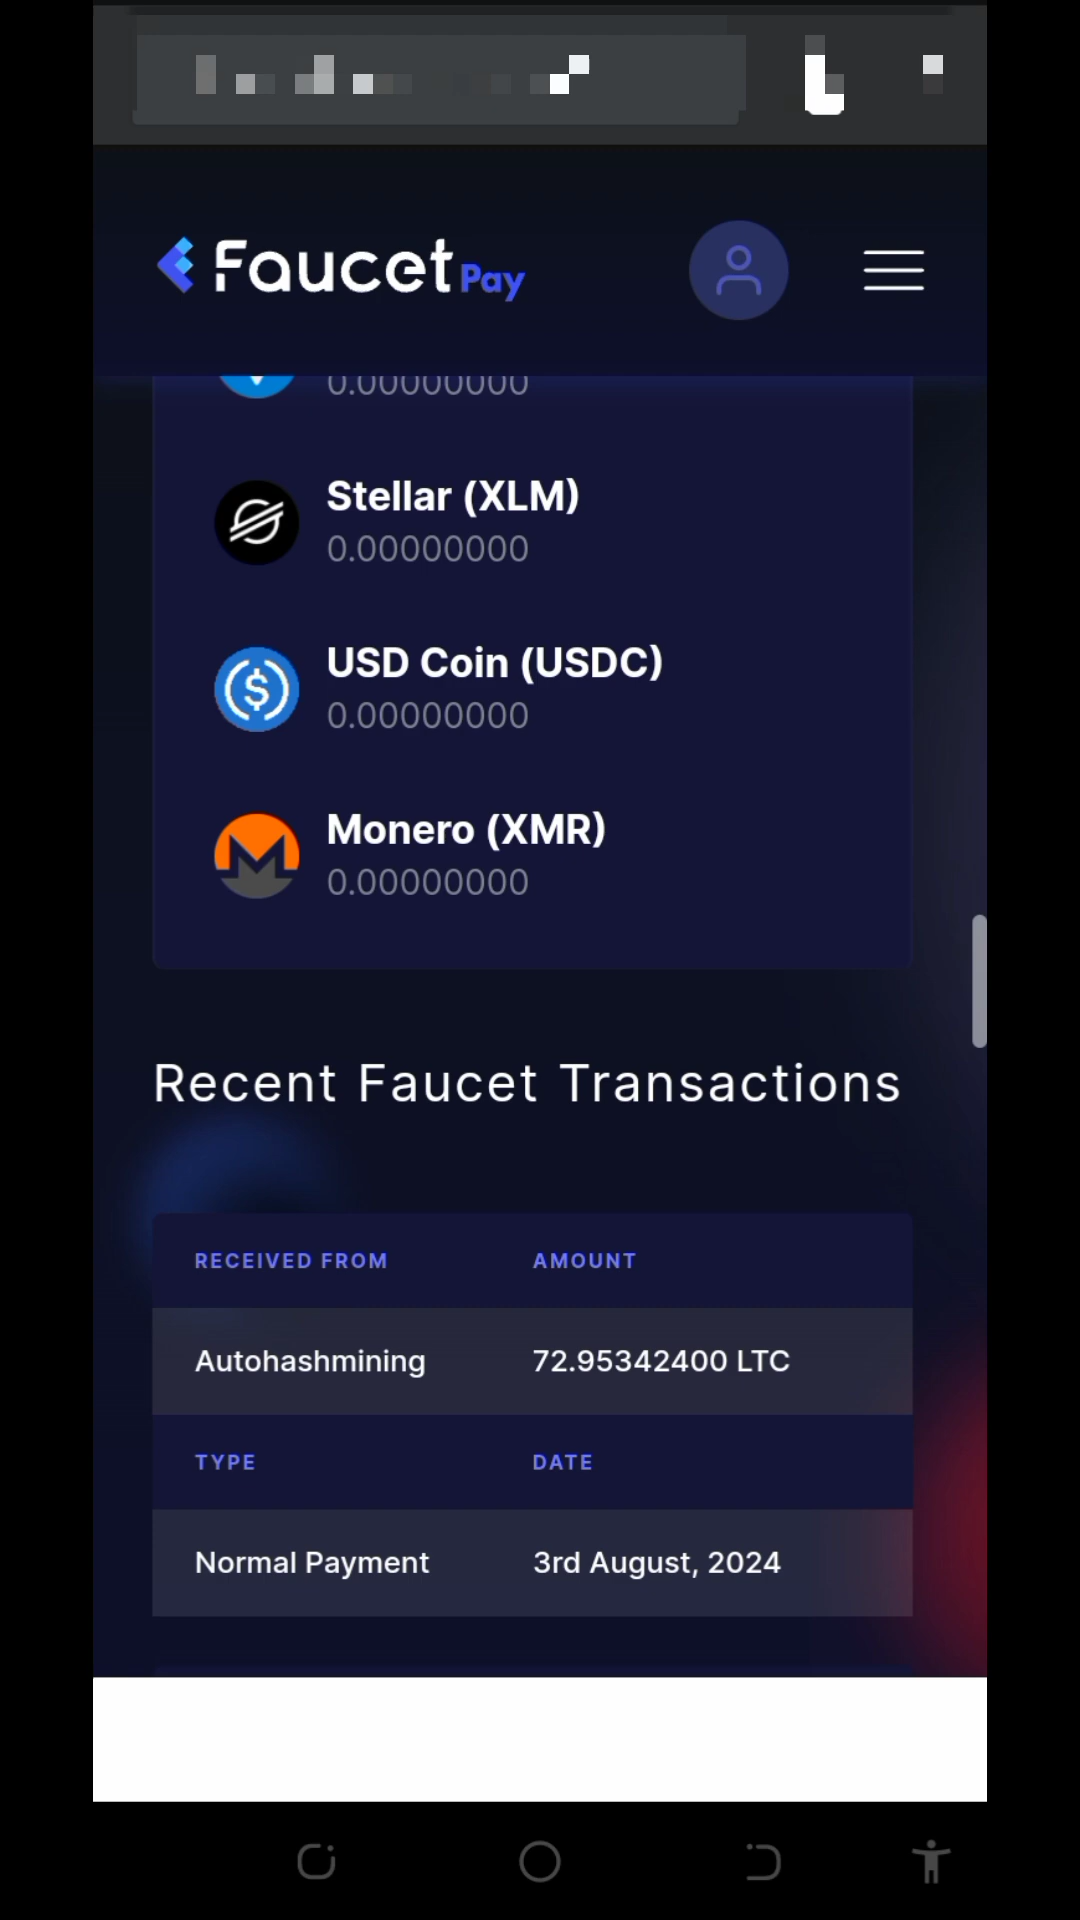 Faucet Pay
0.00000000
Stellar (XLM)
0.00000000
USD Coin (USDC)
0.00000000
Monero (XMR)
0.00000000
Recent Faucet Transactions
RECEIVED FROM AMOUNT
Autohashmining 72.95342400 LTC
TYPE DATE
Normal Payment 3rd August, 2024